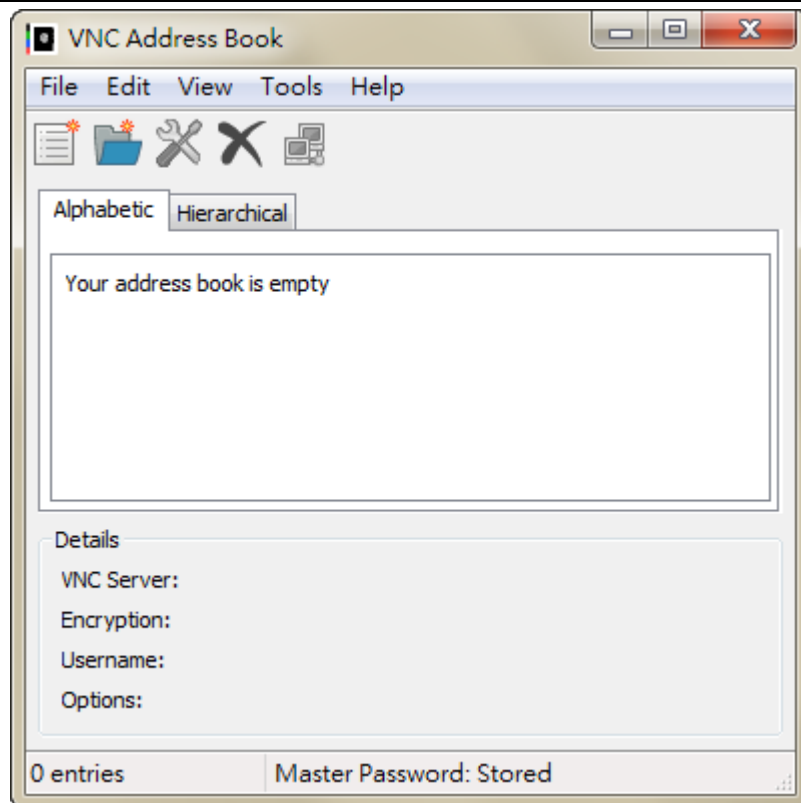 VNC Address Book
File Edit View Tools Help
Alphabetic Hierarchical
Your address book is empty
Details
VNC Server:
Encryption:
Username:
Options:
0 entries Master Password: Stored